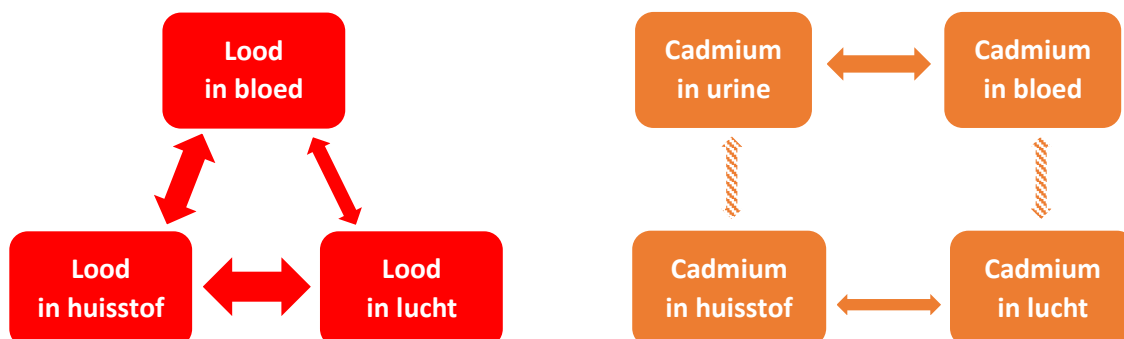 Lood
in bloed
Lood
in huisstof
Lood
in lucht
Cadmium
in urine
Cadmium
in bloed
Cadmium
in huisstof
Cadmium
in lucht